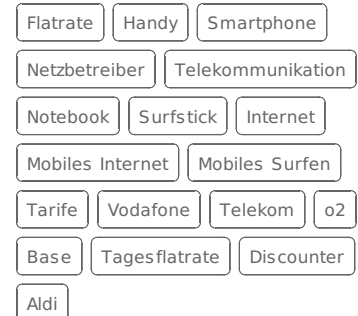 Flatrate Handy Smartphone
Netzbetreiber Telekommunikation
Notebook Surfstick Internet
Mobiles Internet Mobiles Surfen
Tarife Vodafone Telekom o2
Base Tagesflatrate Discounter
Aldi